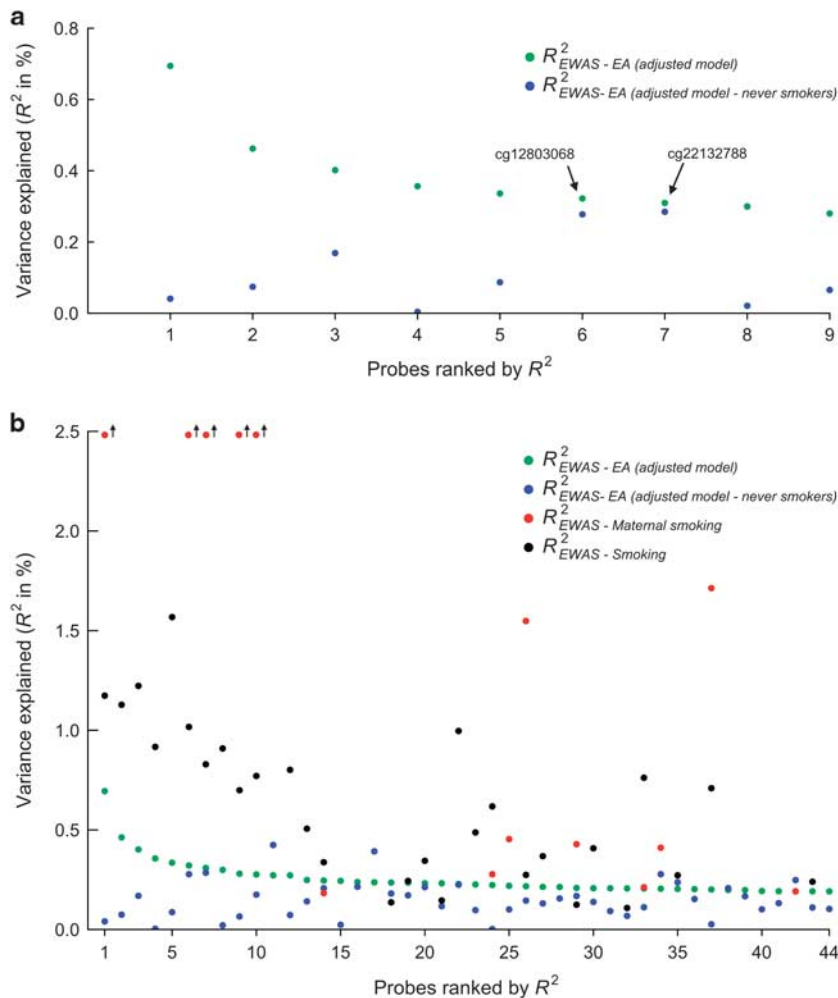 a
R²EWAS - EA (adjusted model)
R²EWAS- EA (adjusted model - never smokers)
cg12803068
cg22132788
Variance explained (R² in %)
0.8
0.6
0.4
0.2
0.0
1 2 3 4 5 6 7 8 9
Probes ranked by R²
b
R²EWAS - EA (adjusted model)
R²EWAS- EA (adjusted model - never smokers)
R²EWAS - Maternal smoking
R²EWAS - Smoking
Variance explained (R² in %)
2.5
2.0
1.5
1.0
0.5
0.0
1 5 10 15 20 25 30 35 40 44
Probes ranked by R²